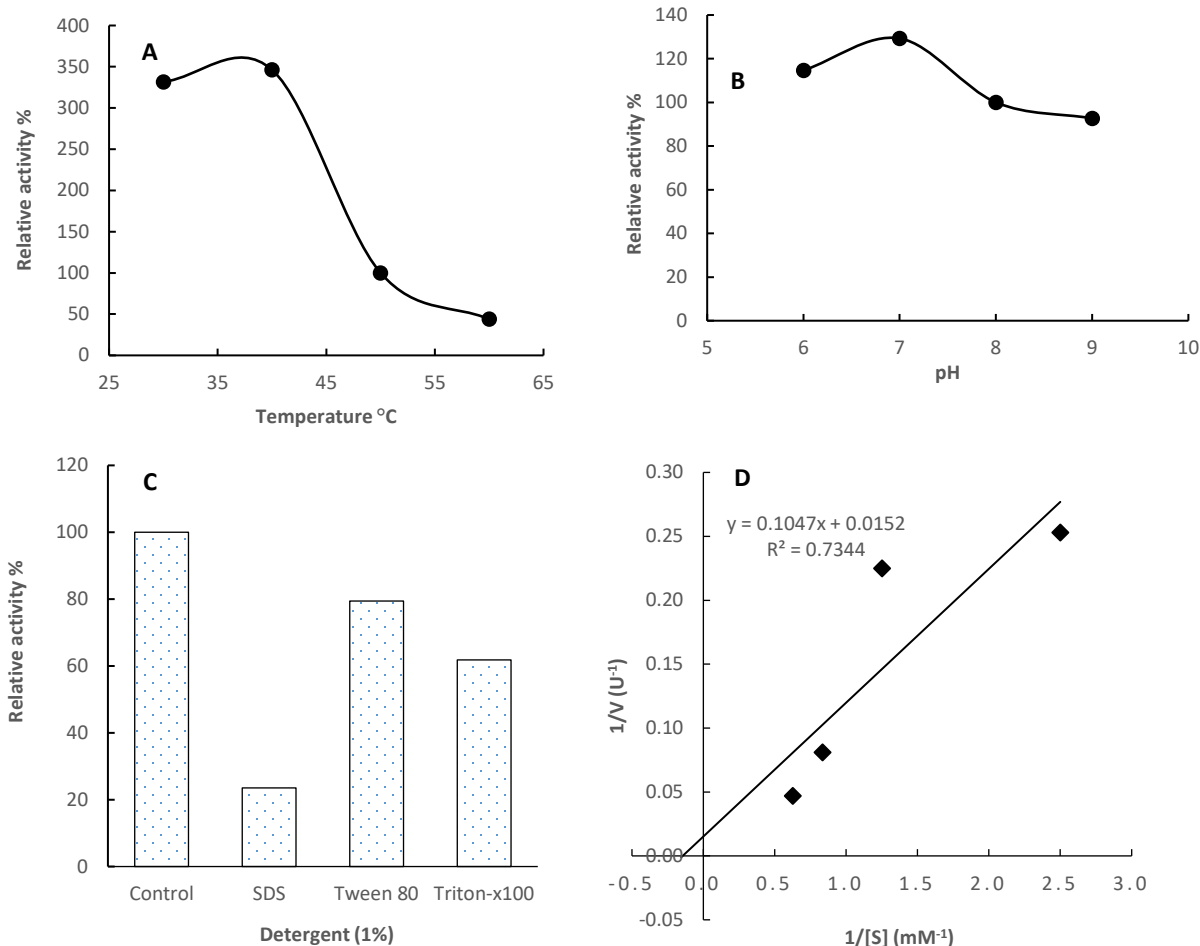 A
Relative activity %
400
350
300
250
200
150
100
50
0
25 35 45 55 65
Temperature °C
B
Relative activity %
140
120
100
80
60
40
20
0
5 6 7 8 9 10
pH
C
Relative activity %
120
100
80
60
40
20
0
Control SDS Tween 80 Triton-x100
Detergent (1%)
D
y = 0.1047x + 0.0152
R² = 0.7344
1/V (U⁻¹)
0.30
0.25
0.20
0.15
0.10
0.05
0.00
-0.05
-0.5 0.0 0.5 1.0 1.5 2.0 2.5 3.0
1/[S] (mM⁻¹)